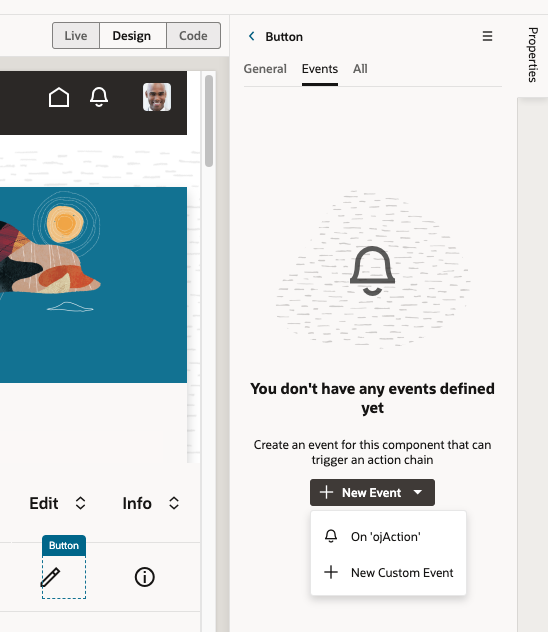 Live
Design
Code
Button
Properties
General
Events
All
You don't have any events defined
yet
Create an event for this component that can
trigger an action chain
New Event
On 'ojAction'
New Custom Event
Edit
Info
Button